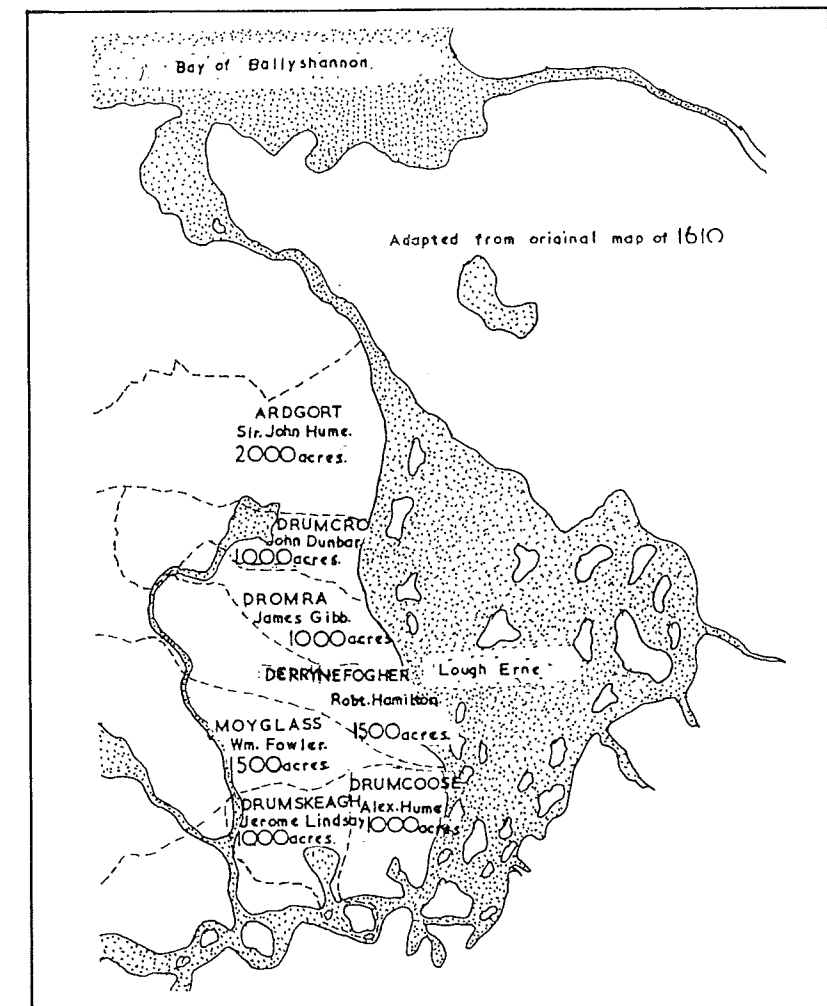 Bay of Ballyshannon.
Adapted from original map of 1610
ARDGORT
Sir. John Hume.
2000 acres.
DRUMCRO
John Dunbar
1000 acres.
DROMRA
James Gibb.
1000 acres
DERRYNEFOGHER
Robt. Hamilton.
1500 acres.
Lough Erne
MOYGLASS
Wm. Fowler.
1500 acres.
DRUMCOOSE
Alex. Hume
1000 acres
DRUMSKEAGH
Jerome Lindsay
1000 acres.